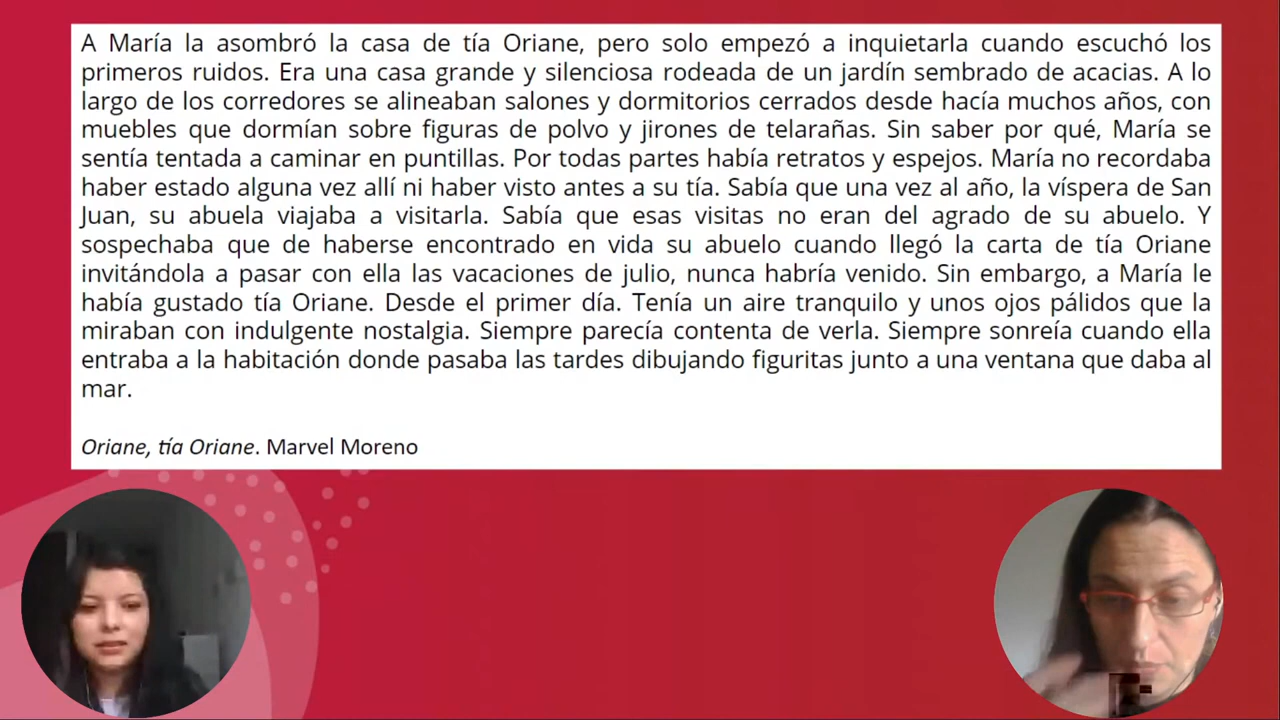 A María la asombró la casa de tía Oriane, pero solo empezó a inquietarla cuando escuchó los
primeros ruidos. Era una casa grande y silenciosa rodeada de un jardín sembrado de acacias. A lo
largo de los corredores se alineaban salones y dormitorios cerrados desde hacía muchos años, con
muebles que dormían sobre figuras de polvo y jirones de telarañas. Sin saber por qué, María se
sentía tentada a caminar en puntillas. Por todas partes había retratos y espejos. María no recordaba
haber estado alguna vez allí ni haber visto antes a su tía. Sabía que una vez al año, la víspera de San
Juan, su abuela viajaba a visitarla. Sabía que esas visitas no eran del agrado de su abuelo. Y
sospechaba que de haberse encontrado en vida su abuelo cuando llegó la carta de tía Oriane
invitándola a pasar con ella las vacaciones de julio, nunca habría venido. Sin embargo, a María le
había gustado tía Oriane. Desde el primer día. Tenía un aire tranquilo y unos ojos pálidos que la
miraban con indulgente nostalgia. Siempre parecía contenta de verla. Siempre sonreía cuando ella
entraba a la habitación donde pasaba las tardes dibujando figuritas junto a una ventana que daba al
mar.
Oriane, tía Oriane. Marvel Moreno